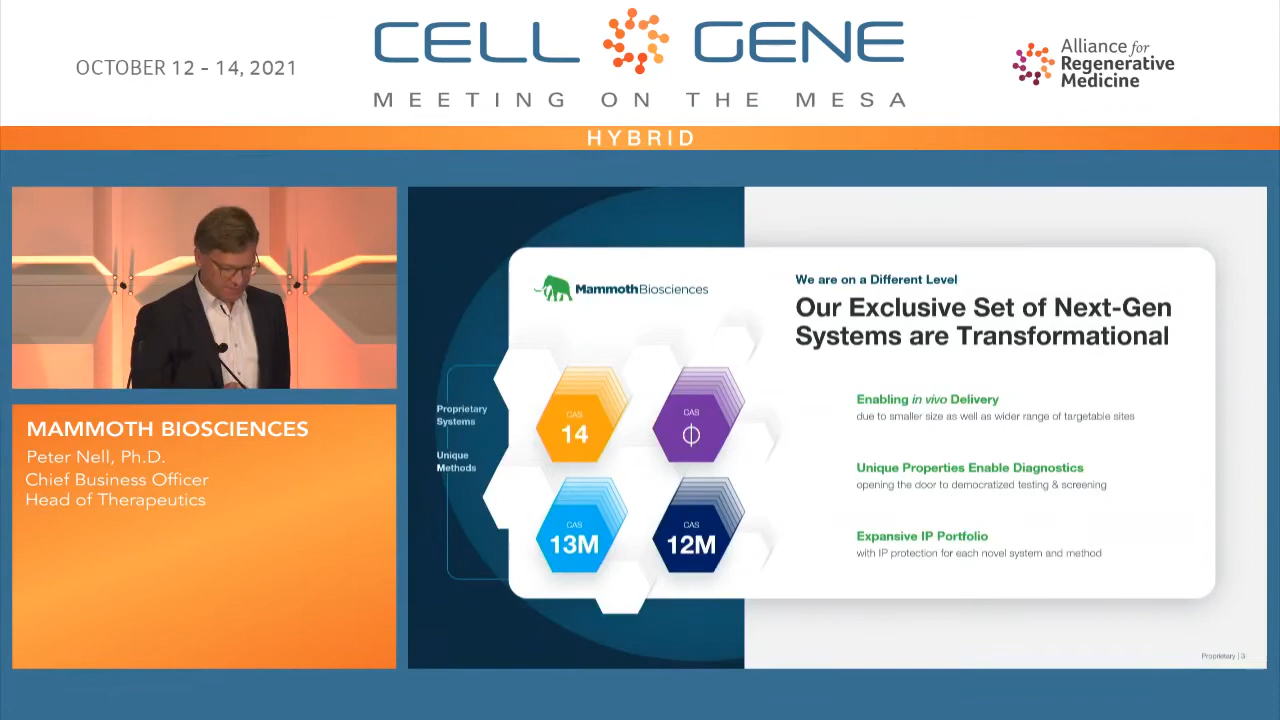 OCTOBER 12 - 14, 2021
CELL GENE
MEETING ON THE MESA
Alliance for
Regenerative
Medicine
HYBRID
MAMMOTH BIOSCIENCES
Peter Nell, Ph.D.
Chief Business Officer
Head of Therapeutics
MammothBiosciences
Proprietary
Systems
Unique
Methods
CAS
14
CAS
Φ
CAS
13M
CAS
12M
We are on a Different Level
Our Exclusive Set of Next-Gen
Systems are Transformational
Enabling in vivo Delivery
due to smaller size as well as wider range of targetable sites
Unique Properties Enable Diagnostics
opening the door to democratized testing & screening
Expansive IP Portfolio
with IP protection for each novel system and method
Proprietary | 3